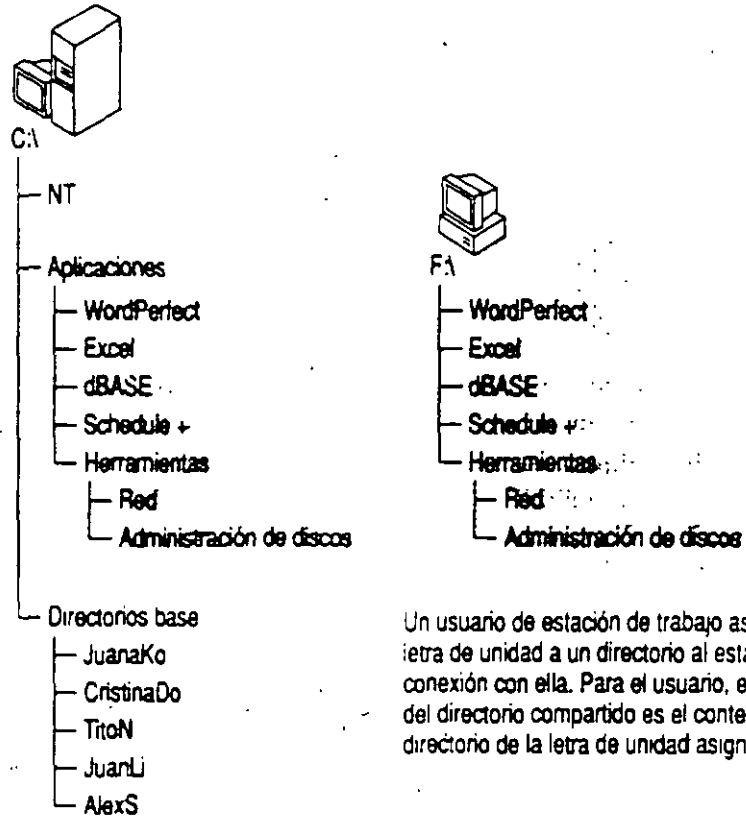 C:\
NT
Aplicaciones
WordPerfect
Excel
dBASE
Schedule +
Herramientas
Red
Administración de discos
Directorios base
JuanaKo
CristinaDo
TitoN
JuanLi
AlexS
F:\
WordPerfect
Excel
dBASE
Schedule +
Herramientas
Red
Administración de discos
Un usuario de estación de trabajo as
letra de unidad a un directorio al esta
conexión con ella. Para el usuario, e
del directorio compartido es el conte
directorio de la letra de unidad asign